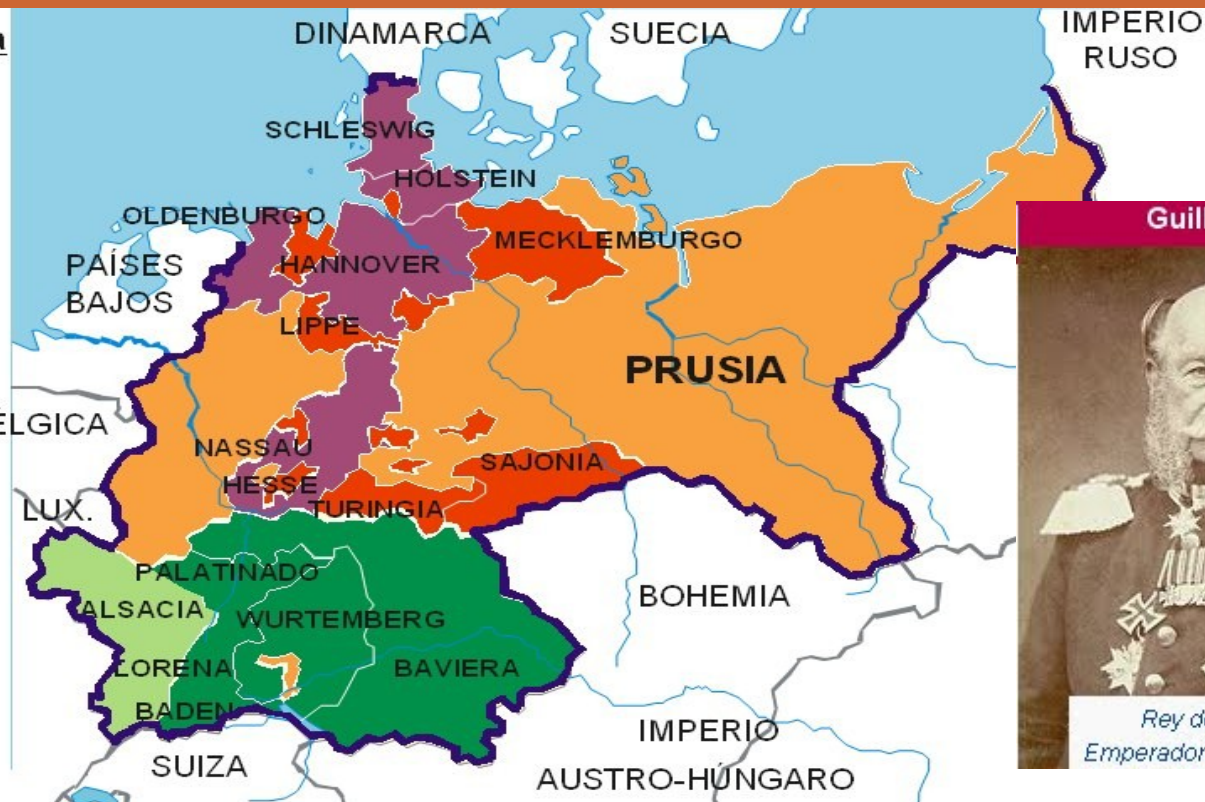 a
DINAMARCA
SUECIA
IMPERIO
RUSO
SCHLESWIG
HOLSTEIN
OLDENBURGO
MECKLEMBURGO
PAÍSES
BAJOS
HANNOVER
LIPPE
PRUSIA
ÉLGICA
NASSAU
HESSE
SAJONIA
TURINGIA
LUX.
PALATINADO
ALSACIA
WURTEMBERG
BOHEMIA
LORENA
BAVIERA
BADEN
SUIZA
IMPERIO
AUSTRO-HÚNGARO
Guill
Rey d
Emperador